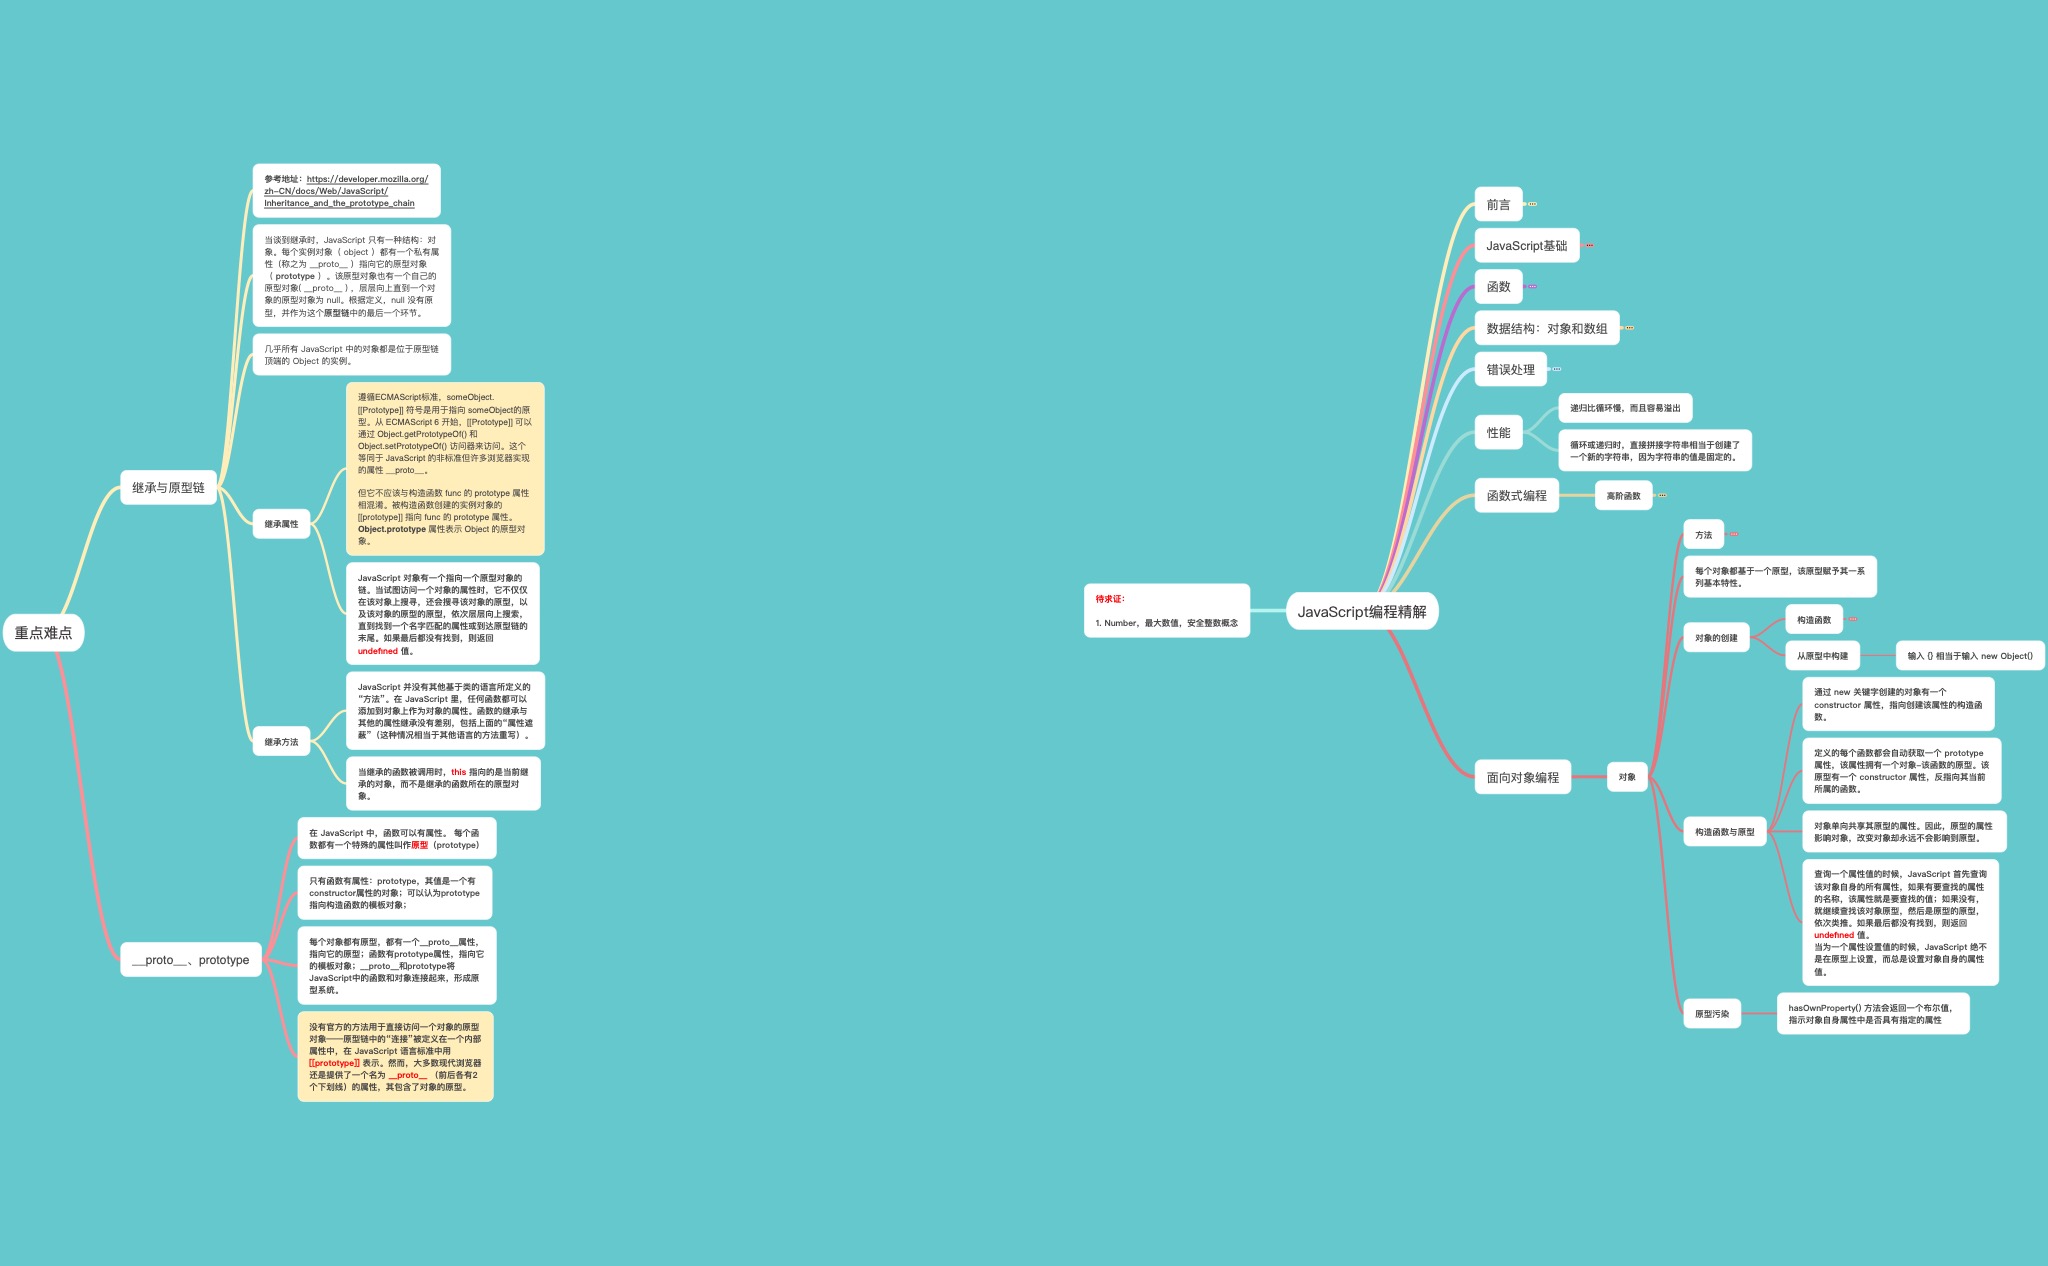 重点难点
继承与原型链
参考地址：https://developer.mozilla.org/
zh-CN/docs/Web/JavaScript/
Inheritance_and_the_prototype_chain
当谈到继承时，JavaScript 只有一种结构：对
象。每个实例对象（ object ）都有一个私有属
性（称之为 __proto__ ）指向它的原型对象
（ prototype ）。该原型对象也有一个自己的
原型对象( __proto__ ) ，层层向上直到一个对
象的原型对象为 null。根据定义，null 没有原
型，并作为这个原型链中的最后一个环节。
几乎所有 JavaScript 中的对象都是位于原型链
顶端的 Object 的实例。
继承属性
遵循ECMAScript标准，someObject.
[[Prototype]] 符号是用于指向 someObject的原
型。从 ECMAScript 6 开始，[[Prototype]] 可以
通过 Object.getPrototypeOf() 和
Object.setPrototypeOf() 访问器来访问。这个
等同于 JavaScript 的非标准但许多浏览器实现
的属性 __proto__。
但它不应该与构造函数 func 的 prototype 属性
相混淆。被构造函数创建的实例对象的
[[prototype]] 指向 func 的 prototype 属性。
Object.prototype 属性表示 Object 的原型对
象。
JavaScript 对象有一个指向一个原型对象的
链。当试图访问一个对象的属性时，它不仅仅
在该对象上搜寻，还会搜寻该对象的原型，以
及该对象的原型的原型，依次层层向上搜索，
直到找到一个名字匹配的属性或到达原型链的
末尾。如果最后都没有找到，则返回
undefined 值。
继承方法
JavaScript 并没有其他基于类的语言所定义的
“方法”。在 JavaScript 里，任何函数都可以
添加到对象上作为对象的属性。函数的继承与
其他的属性继承没有差别，包括上面的“属性遮
蔽”（这种情况相当于其他语言的方法重写）。
当继承的函数被调用时，this 指向的是当前继
承的对象，而不是继承的函数所在的原型对
象。
__proto__、prototype
在 JavaScript 中，函数可以有属性。 每个函
数都有一个特殊的属性叫作原型（prototype）
只有函数有属性：prototype，其值是一个有
constructor属性的对象；可以认为prototype
指向构造函数的模板对象；
每个对象都有原型，都有一个__proto__属性，
指向它的原型；函数有prototype属性，指向它
的模板对象；__proto__和prototype将
JavaScript中的函数和对象连接起来，形成原
型系统。
没有官方的方法用于直接访问一个对象的原型
对象——原型链中的“连接”被定义在一个内部
属性中，在 JavaScript 语言标准中用
[[prototype]] 表示。然而，大多数现代浏览器
还是提供了一个名为 __proto__ （前后各有2
个下划线）的属性，其包含了对象的原型。
待求证：
1. Number，最大数值，安全整数概念
JavaScript编程精解
前言
JavaScript基础
函数
数据结构：对象和数组
错误处理
性能
递归比循环慢，而且容易溢出
循环或递归时，直接拼接字符串相当于创建了
一个新的字符串，因为字符串的值是固定的。
函数式编程
高阶函数
面向对象编程
对象
方法
每个对象都基于一个原型，该原型赋予其一系
列基本特性。
对象的创建
构造函数
从原型中构建
输入 {} 相当于输入 new Object()
构造函数与原型
通过 new 关键字创建的对象有一个
constructor 属性，指向创建该属性的构造函
数。
定义的每个函数都会自动获取一个 prototype
属性，该属性拥有一个对象-该函数的原型。该
原型有一个 constructor 属性，反指向其当前
所属的函数。
对象单向共享其原型的属性。因此，原型的属性
影响对象，改变对象却永远不会影响到原型。
查询一个属性值的时候，JavaScript 首先查询
该对象自身的所有属性，如果有要查找的属性
的名称，该属性就是要查找的值；如果没有，
就继续查找该对象原型，然后是原型的原型，
依次类推。如果最后都没有找到，则返回
undefined 值。
当为一个属性设置值的时候，JavaScript 绝不
是在原型上设置，而总是设置对象自身的属性
值。
原型污染
hasOwnProperty() 方法会返回一个布尔值，
指示对象自身属性中是否具有指定的属性